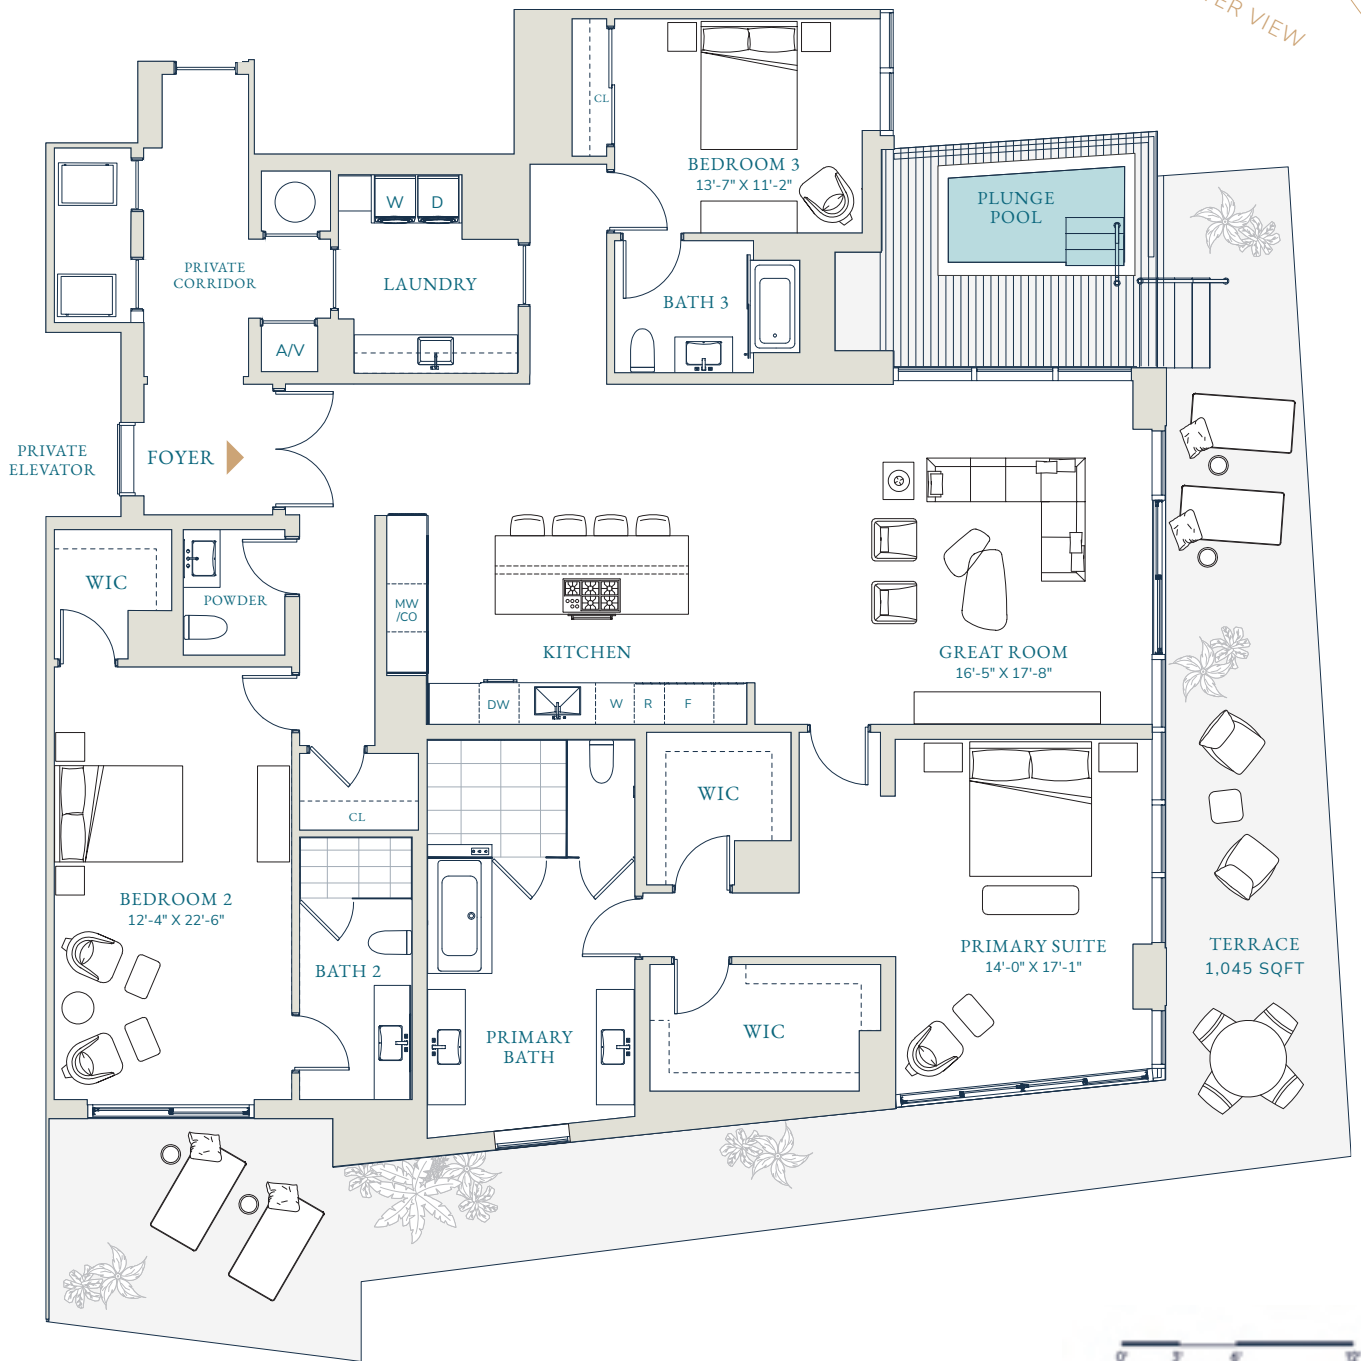 ER VIEW
CL
BEDROOM 3
13'-7" X 11'-2"
PLUNGE
POOL
W
D
PRIVATE
CORRIDOR
LAUNDRY
BATH 3
A/V
PRIVATE
ELEVATOR
FOYER
WIC
POWDER
MW
/CO
KITCHEN
GREAT ROOM
16'-5" X 17'-8"
DW
W
R
F
WIC
CL
BEDROOM 2
12'-4" X 22'-6"
BATH 2
PRIMARY SUITE
14'-0" X 17'-1"
TERRACE
1,045 SQFT
PRIMARY
BATH
WIC
0' 3' 6' 12'